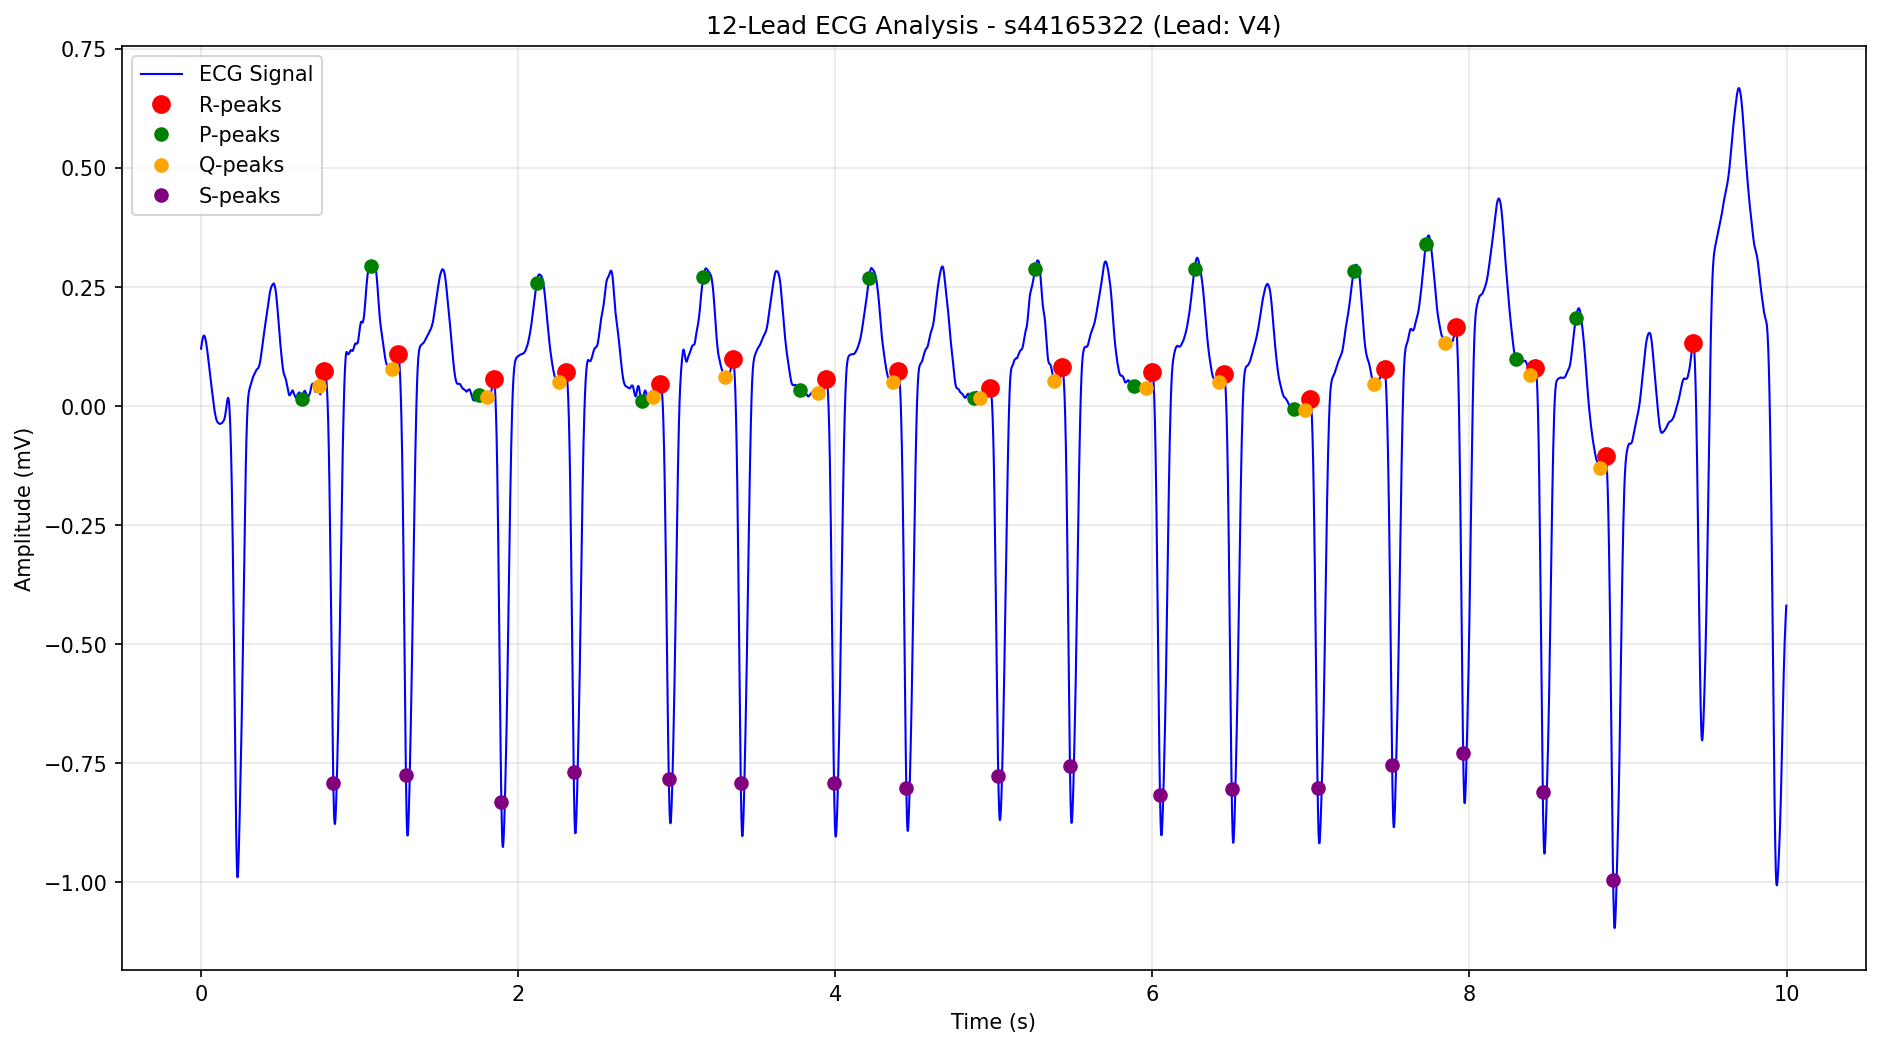 12-Lead ECG Analysis - s44165322 (Lead: V4)
ECG Signal
R-peaks
P-peaks
Q-peaks
S-peaks
0.75
0.50
0.25
0.00
−0.25
−0.50
−0.75
−1.00
Amplitude (mV)
0 2 4 6 8 10
Time (s)